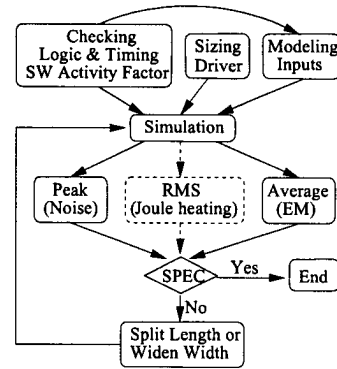 Checking
Logic & Timing
SW Activity Factor
Sizing
Driver
Modeling
Inputs
Simulation
Peak
(Noise)
RMS
(Joule heating)
Average
(EM)
SPEC
Yes
End
No
Split Length or
Widen Width